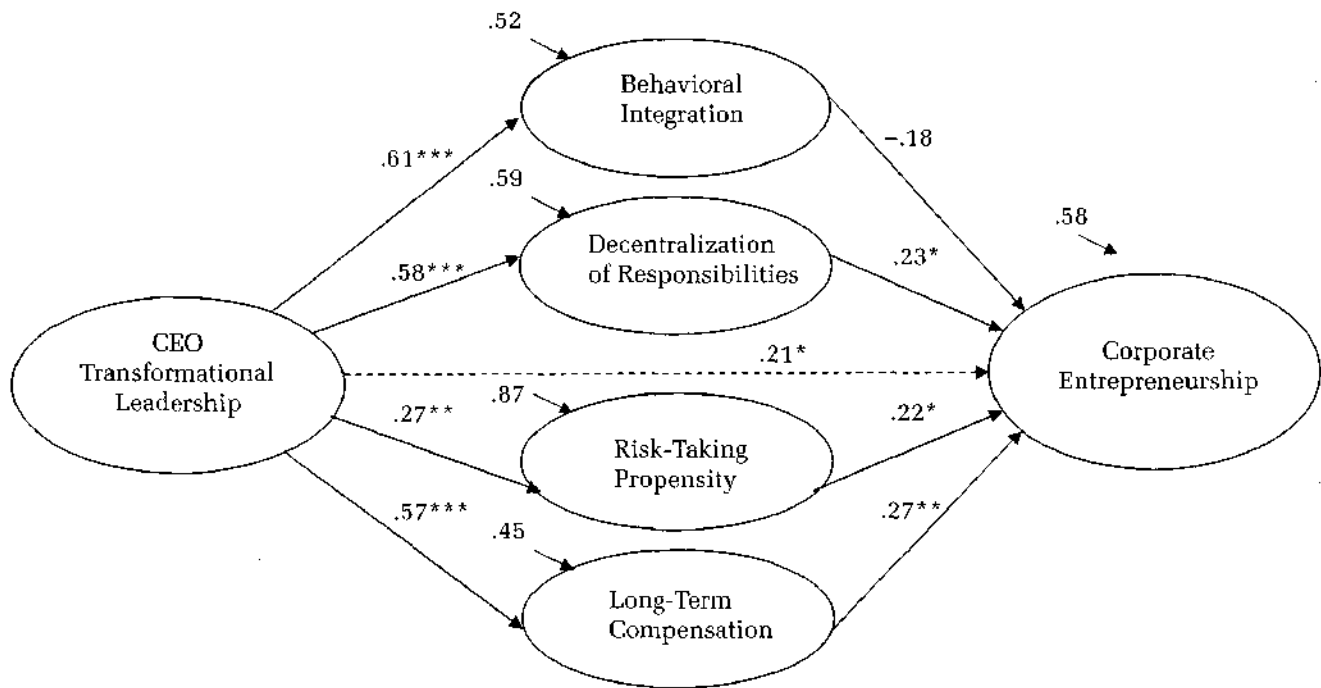 .52
Behavioral
Integration
.61***
−.18
.59
Decentralization
of Responsibilities
.58***
.23*
.58
CEO
Transformational
Leadership
.21*
Corporate
Entrepreneurship
.87
.27**
Risk-Taking
Propensity
.22*
.57***
.45
.27**
Long-Term
Compensation